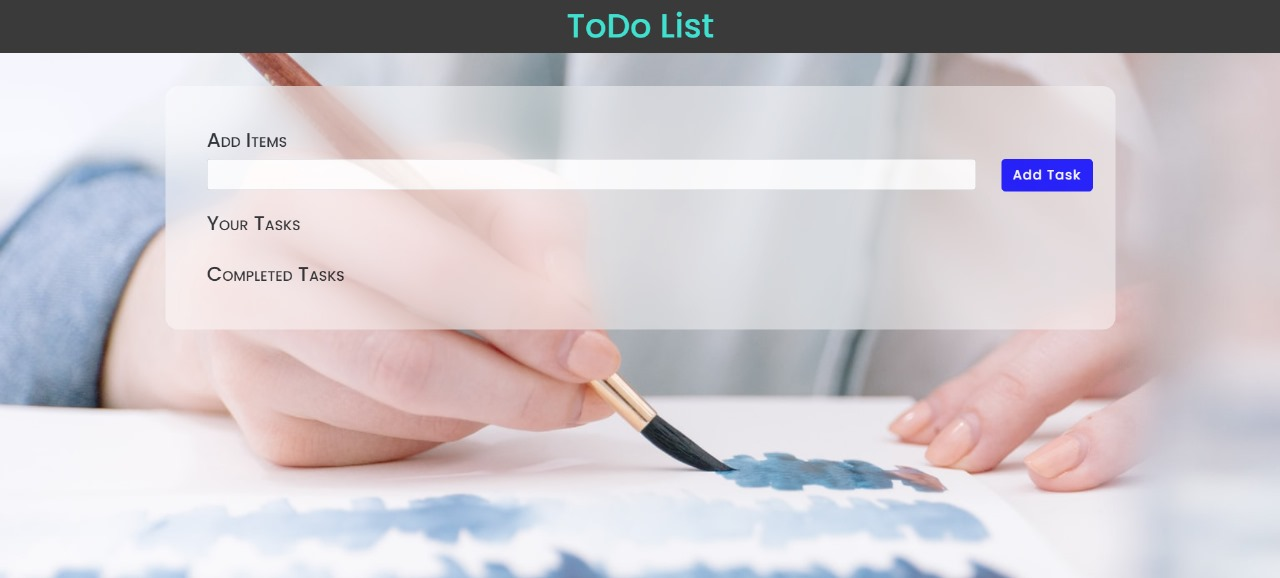 ToDo List
Add Items
Add Task
Your Tasks
Completed Tasks